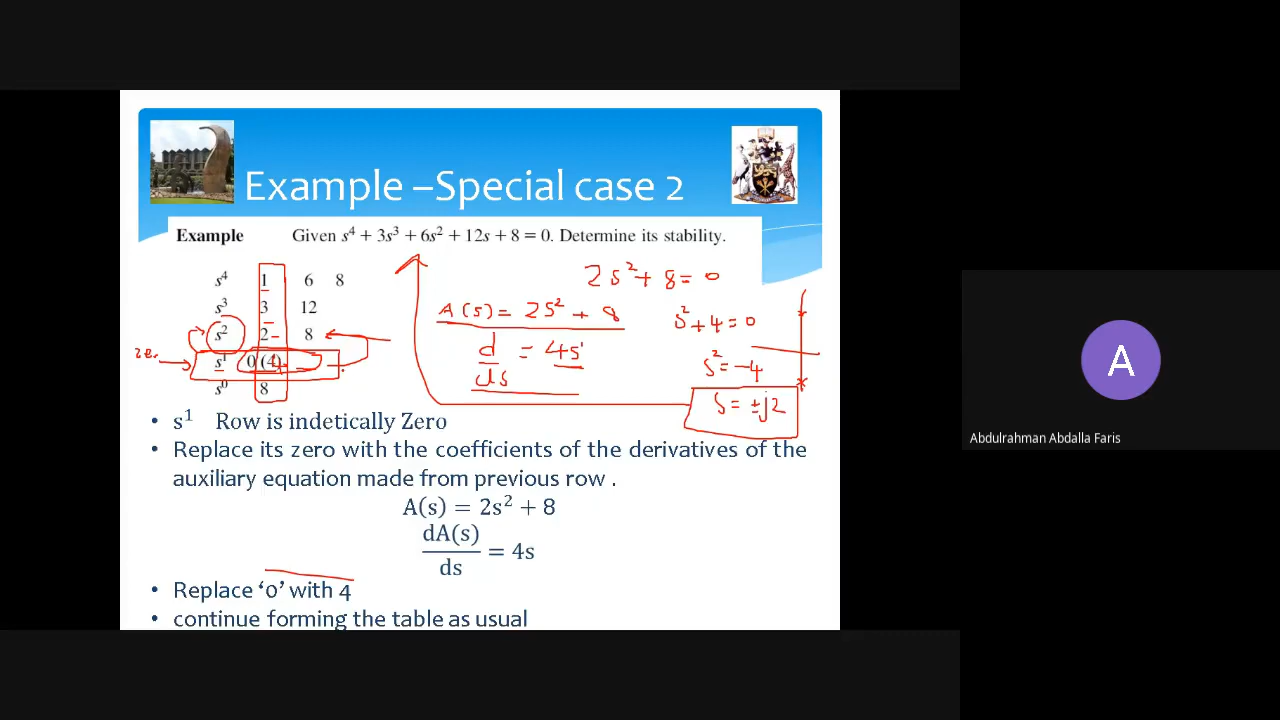 Example –Special case 2
Example Given s⁴ + 3s³ + 6s² + 12s + 8 = 0. Determine its stability.
s⁴ 1 6 8
s³ 3 12
s² 2 8
s¹ 0(4)
s⁰ 8
2s² + 8 = 0
A(s) = 2s² + 8
s² + 4 = 0
d/ds = 4s
s² = -4
s = ±j2
• s¹ Row is indetically Zero
• Replace its zero with the coefficients of the derivatives of the
auxiliary equation made from previous row .
A(s) = 2s² + 8
dA(s)/ds = 4s
• Replace ‘0’ with 4
• continue forming the table as usual
A
Abdulrahman Abdalla Faris